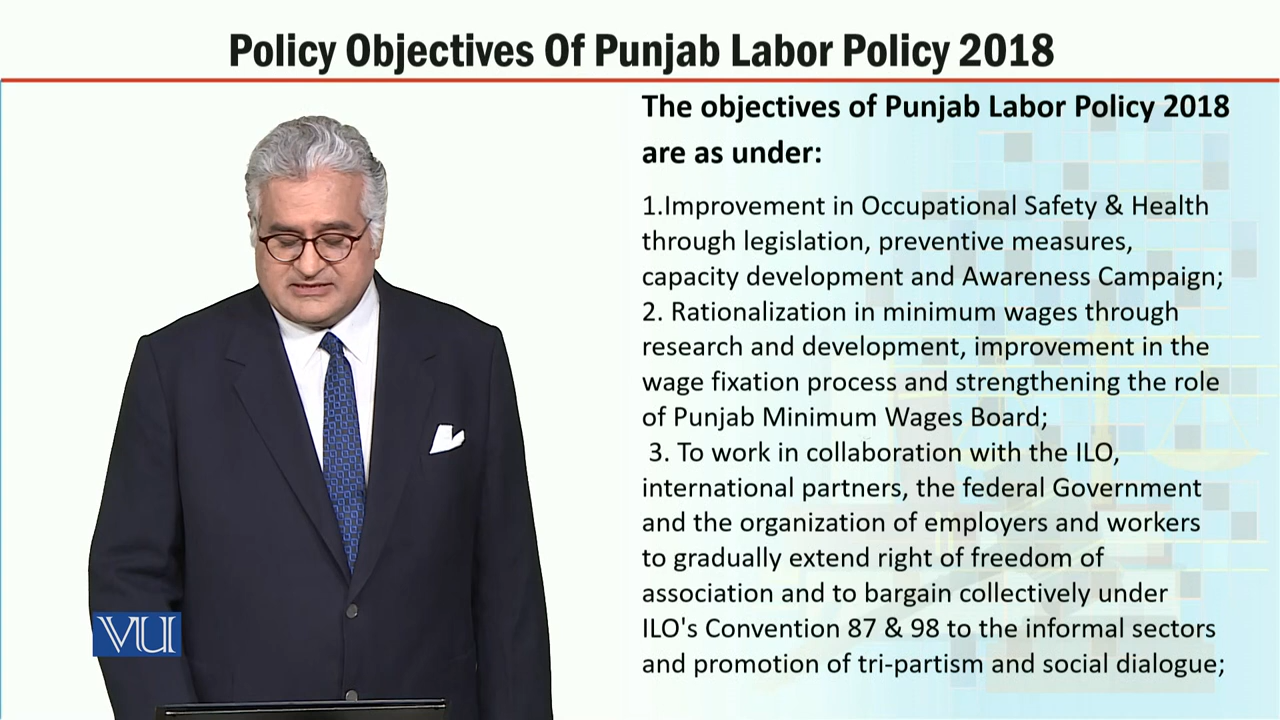 Policy Objectives Of Punjab Labor Policy 2018
The objectives of Punjab Labor Policy 2018
are as under:
1.Improvement in Occupational Safety & Health
through legislation, preventive measures,
capacity development and Awareness Campaign;
2. Rationalization in minimum wages through
research and development, improvement in the
wage fixation process and strengthening the role
of Punjab Minimum Wages Board;
3. To work in collaboration with the ILO,
international partners, the federal Government
and the organization of employers and workers
to gradually extend right of freedom of
association and to bargain collectively under
ILO's Convention 87 & 98 to the informal sectors
and promotion of tri-partism and social dialogue;
VU